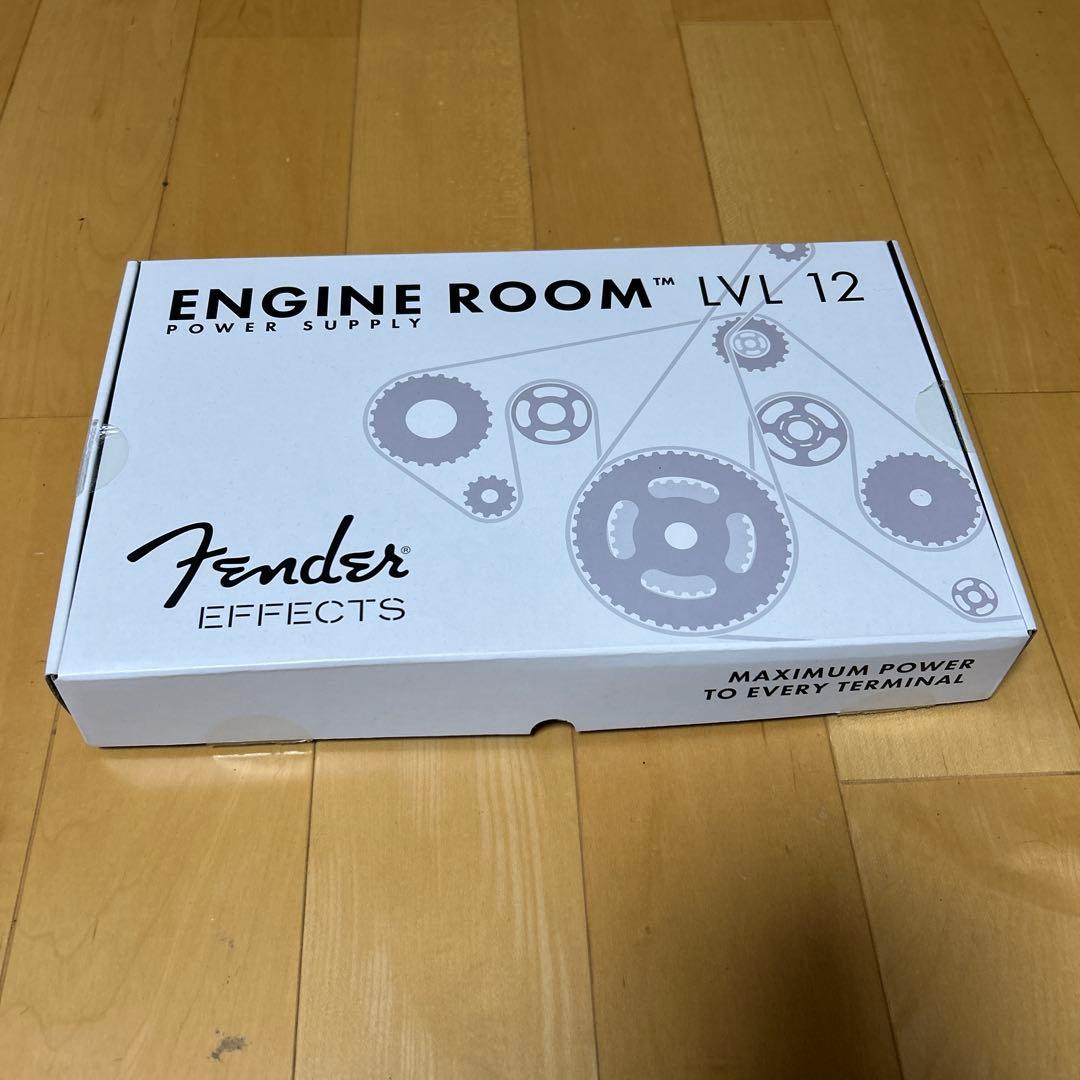 ENGINE ROOM™ LVL 12
POWER SUPPLY
Fender®
EFFECTS
MAXIMUM POWER
TO EVERY TERMINAL